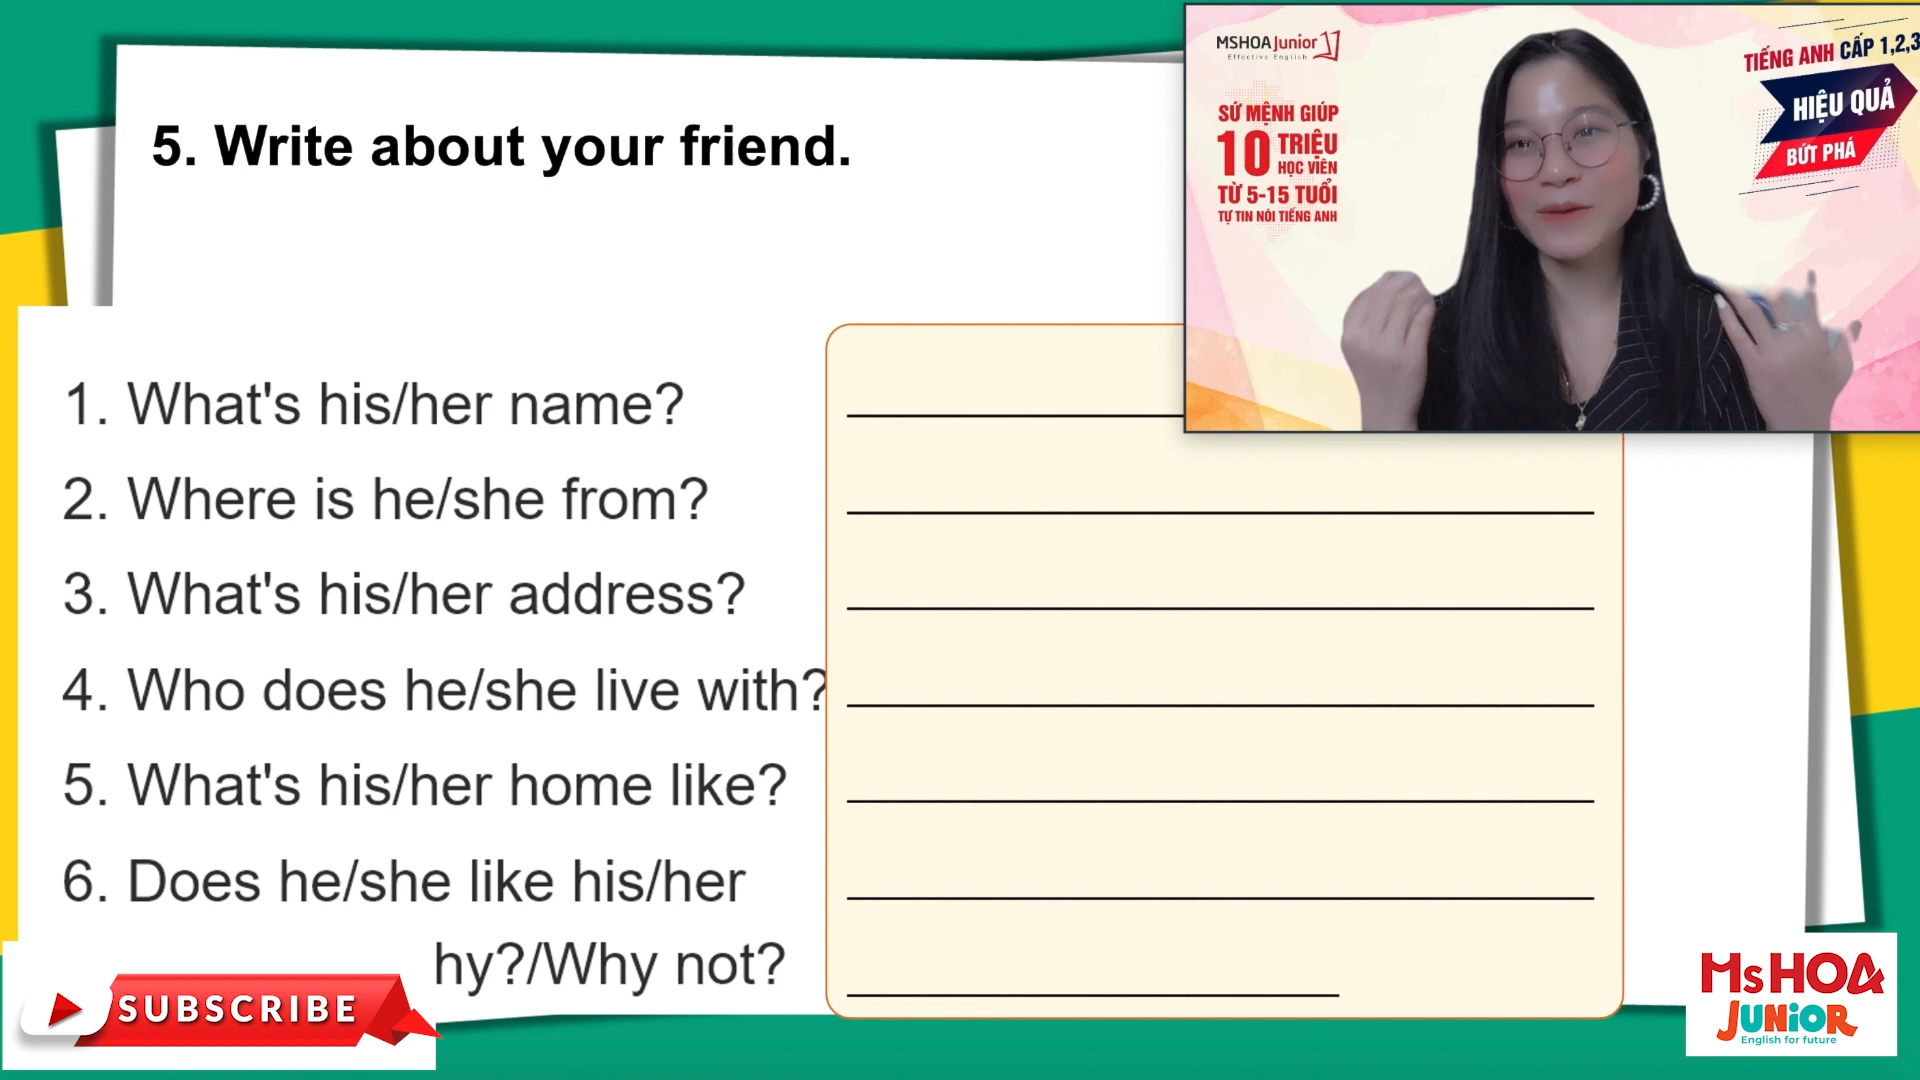 5. Write about your friend.
1. What's his/her name?
2. Where is he/she from?
3. What's his/her address?
4. Who does he/she live with?
5. What's his/her home like?
6. Does he/she like his/her
hy?/Why not?
SUBSCRIBE
MSHOA Junior
Effective English
SỨ MỆNH GIÚP
10 TRIỆU
HỌC VIÊN
TỪ 5-15 TUỔI
TỰ TIN NÓI TIẾNG ANH
TIẾNG ANH CẤP 1,2,3
HIỆU QUẢ
BỨT PHÁ
MsHOA
JUNiOR
English for future